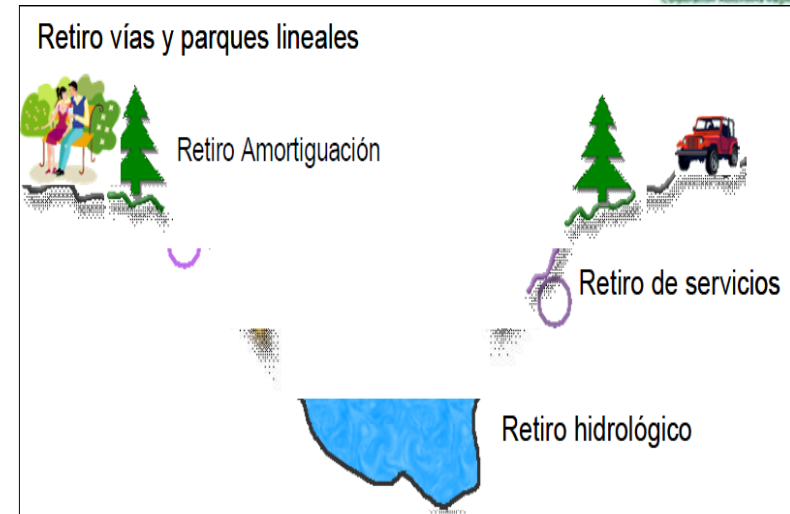 Retiro vías y parques lineales
Retiro Amortiguación
Retiro de servicios
Retiro hidrológico